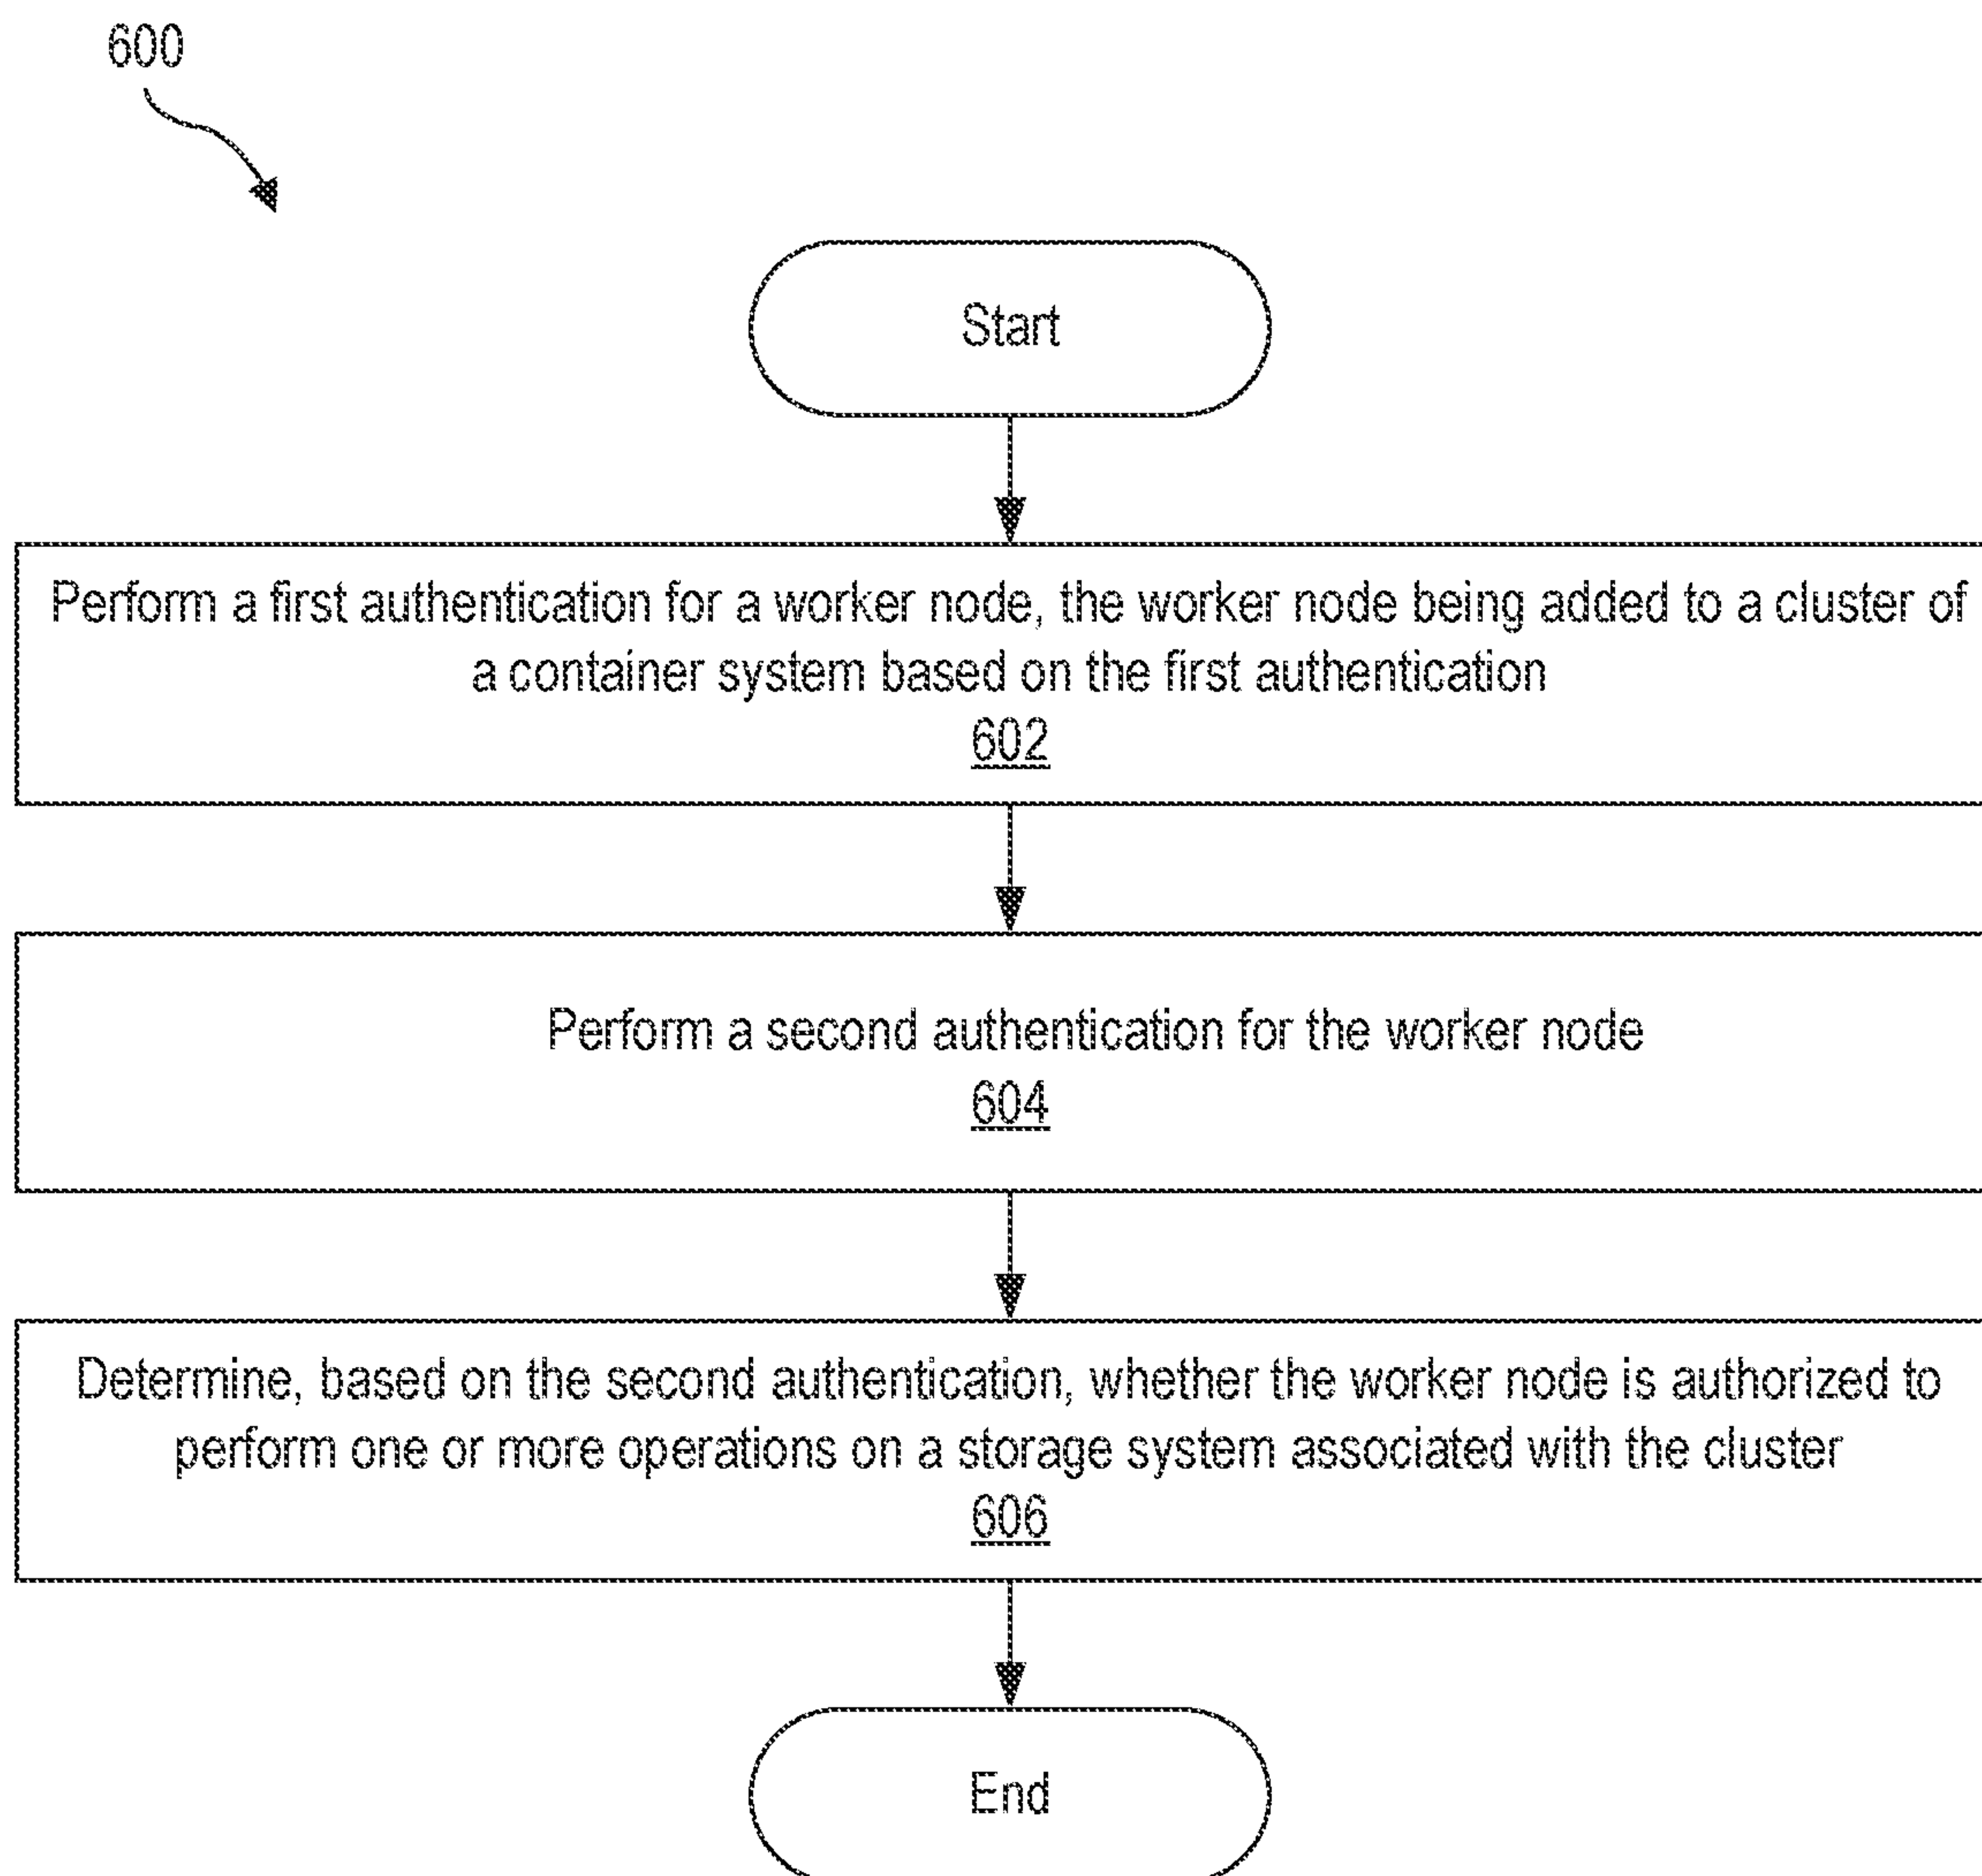 600
Start
Perform a first authentication for a worker node, the worker node being added to a cluster of
a container system based on the first authentication
602
Perform a second authentication for the worker node
604
Determine, based on the second authentication, whether the worker node is authorized to
perform one or more operations on a storage system associated with the cluster
606
End